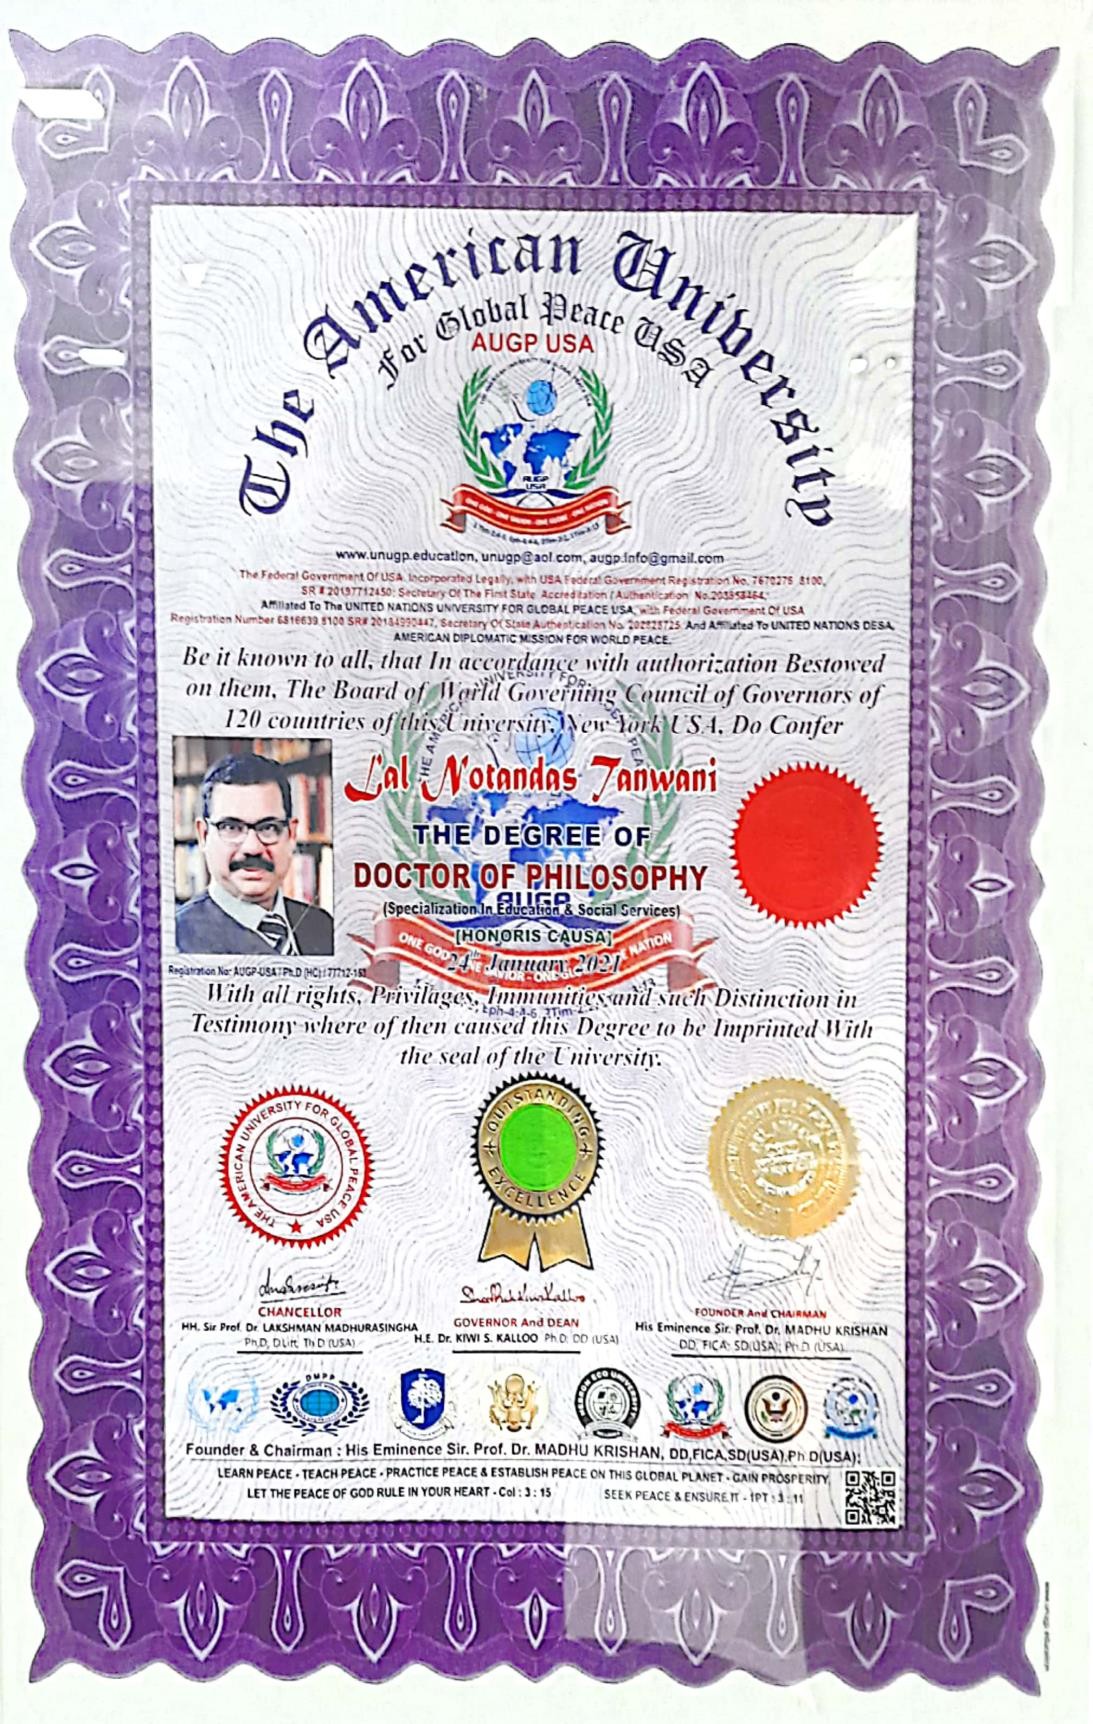 The American University
For Global Peace USA
AUGP USA
AUGP
USA
www.unugp.education, unugp@aol.com, augp.info@gmail.com
The Federal Government Of USA, Incorporated Legally, with USA Federal Government Registration No. 7670276 8100,
SR # 20197712450: Secretary Of The First State Accreditation / Authentication No.203958464,
Affiliated To The UNITED NATIONS UNIVERSITY FOR GLOBAL PEACE USA, with Federal Government Of USA
Registration Number 6816639 8100 SR# 20184990447, Secretary Of State Authentication No. 202825725 And Affiliated To UNITED NATIONS DESA,
AMERICAN DIPLOMATIC MISSION FOR WORLD PEACE.
Be it known to all, that In accordance with authorization Bestowed
on them, The Board of World Governing Council of Governors of
120 countries of this University, New York USA, Do Confer
Lal Notandas Tanwani
THE DEGREE OF
DOCTOR OF PHILOSOPHY
AUGP
(Specialization In Education & Social Services)
[HONORIS CAUSA]
24th January 2021
Registration No: AUGP-USA/Ph.D (HC)
With all rights, Privilages, Immunities and such Distinction in
Testimony where of then caused this Degree to be Imprinted With
the seal of the University.
THE AMERICAN UNIVERSITY FOR GLOBAL PEACE USA
OUTSTANDING
EXCELLENCE
CHANCELLOR
HH. Sir Prof. Dr. LAKSHMAN MADHURASINGHA
Ph.D, D.Litt, Th D (USA)
GOVERNOR And DEAN
H.E. Dr. KIWI S. KALLOO Ph.D. DD (USA)
FOUNDER And CHAIRMAN
His Eminence Sir. Prof. Dr. MADHU KRISHAN
DD, FICA, SD(USA); Ph.D (USA)
DMPP
Founder & Chairman : His Eminence Sir. Prof. Dr. MADHU KRISHAN, DD,FICA,SD(USA),Ph D(USA);
LEARN PEACE - TEACH PEACE - PRACTICE PEACE & ESTABLISH PEACE ON THIS GLOBAL PLANET - GAIN PROSPERITY,
LET THE PEACE OF GOD RULE IN YOUR HEART - Col : 3 : 15 SEEK PEACE & ENSURE IT - 1PT : 3 : 11